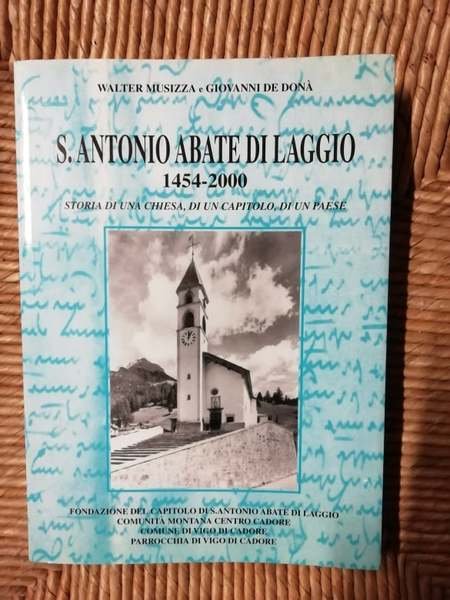 WALTER MUSIZZA e GIOVANNI DE DONÀ
S. ANTONIO ABATE DI LAGGIO
1454-2000
STORIA DI UNA CHIESA, DI UN CAPITOLO, DI UN PAESE
FONDAZIONE DEL CAPITOLO DI S.ANTONIO ABATE DI LAGGIO
COMUNITÀ MONTANA CENTRO CADORE
COMUNE DI VIGO DI CADORE
PARROCCHIA DI VIGO DI CADORE